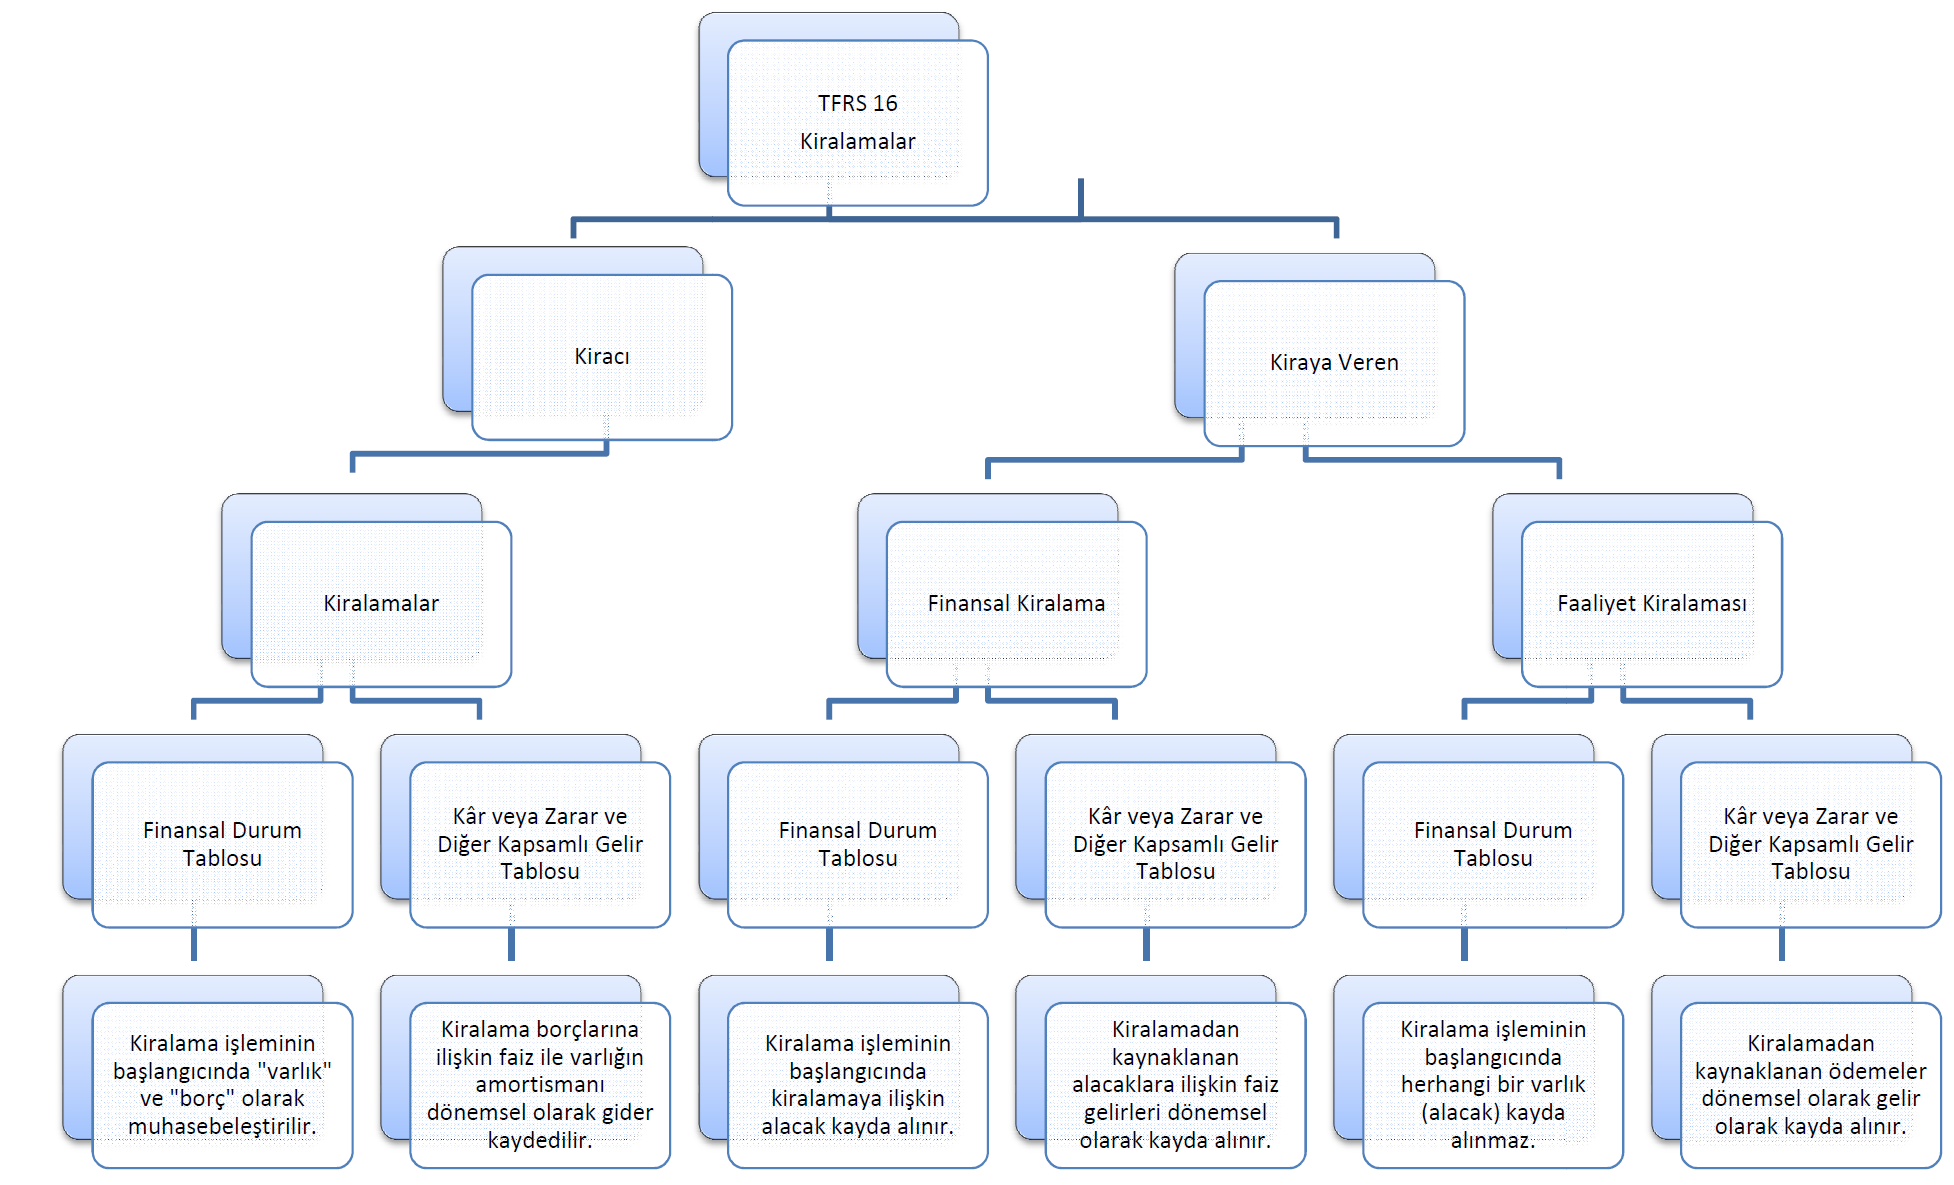 TFRS 16
Kiralamalar
Kiracı
Kiraya Veren
Kiralamalar
Finansal Kiralama
Faaliyet Kiralaması
Finansal Durum
Tablosu
Kâr veya Zarar ve
Diğer Kapsamlı Gelir
Tablosu
Finansal Durum
Tablosu
Kâr veya Zarar ve
Diğer Kapsamlı Gelir
Tablosu
Finansal Durum
Tablosu
Kâr veya Zarar ve
Diğer Kapsamlı Gelir
Tablosu
Kiralama işleminin
başlangıcında "varlık"
ve "borç" olarak
muhasebeleştirilir.
Kiralama borçlarına
ilişkin faiz ile varlığın
amortismanı
dönemsel olarak gider
kaydedilir.
Kiralama işleminin
başlangıcında
kiralamaya ilişkin
alacak kayda alınır.
Kiralamadan
kaynaklanan
alacaklara ilişkin faiz
gelirleri dönemsel
olarak kayda alınır.
Kiralama işleminin
başlangıcında
herhangi bir varlık
(alacak) kayda
alınmaz.
Kiralamadan
kaynaklanan ödemeler
dönemsel olarak gelir
olarak kayda alınır.